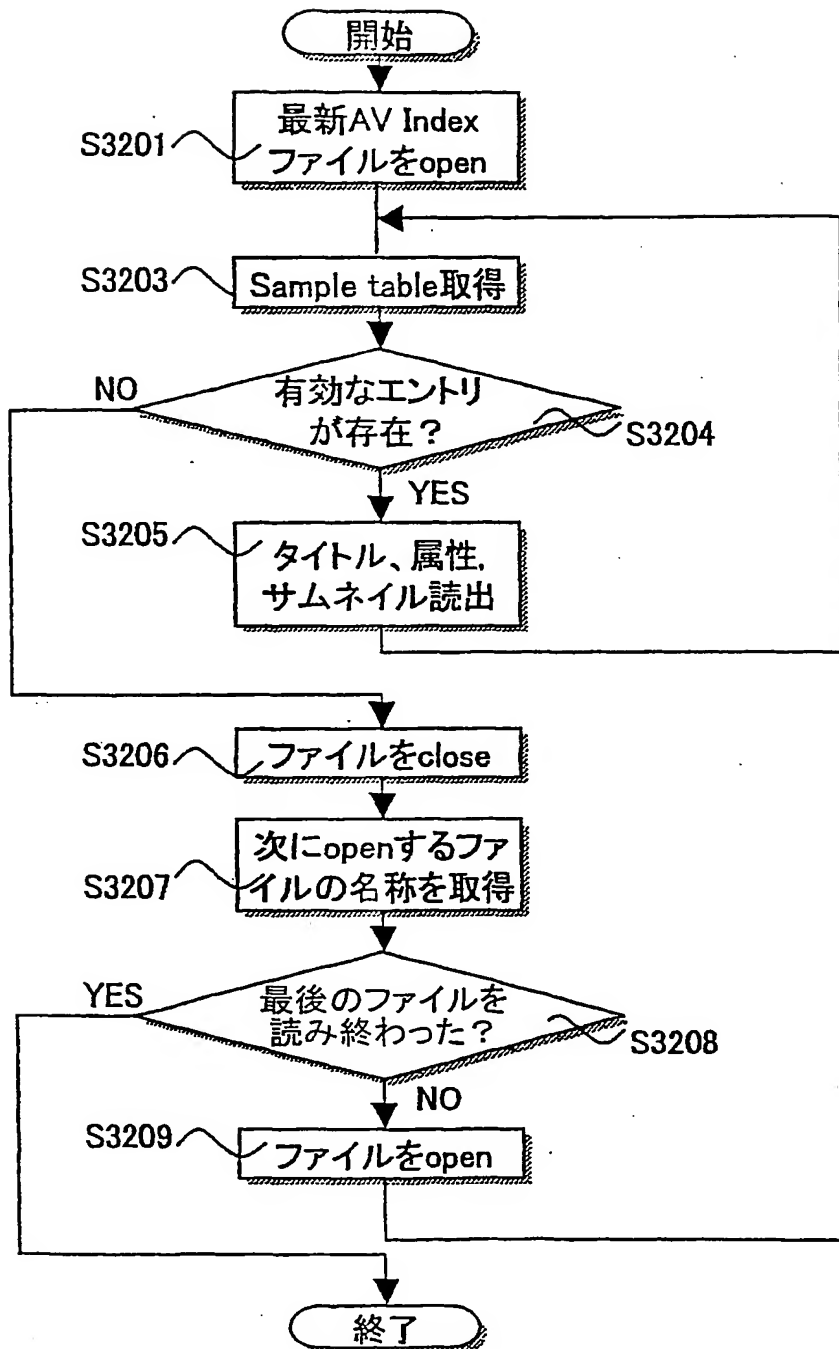 開始
最新AV Index
ファイルをopen
S3201
S3203
Sample table取得
NO
有効なエントリ
が存在？
S3204
YES
S3205
タイトル、属性,
サムネイル読出
S3206
ファイルをclose
次にopenするファ
イルの名称を取得
S3207
YES
最後のファイルを
読み終わった？
S3208
NO
S3209
ファイルをopen
終了